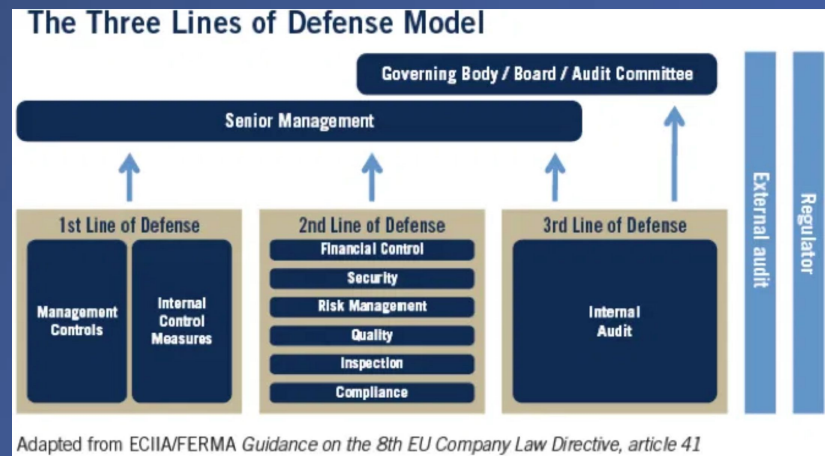 The Three Lines of Defense Model
Governing Body / Board / Audit Committee
Senior Management
1st Line of Defense
Management
Controls
Internal
Control
Measures
2nd Line of Defense
Financial Control
Security
Risk Management
Quality
Inspection
Compliance
3rd Line of Defense
Internal
Audit
External audit
Regulator
Adapted from ECIIA/FERMA Guidance on the 8th EU Company Law Directive, article 41